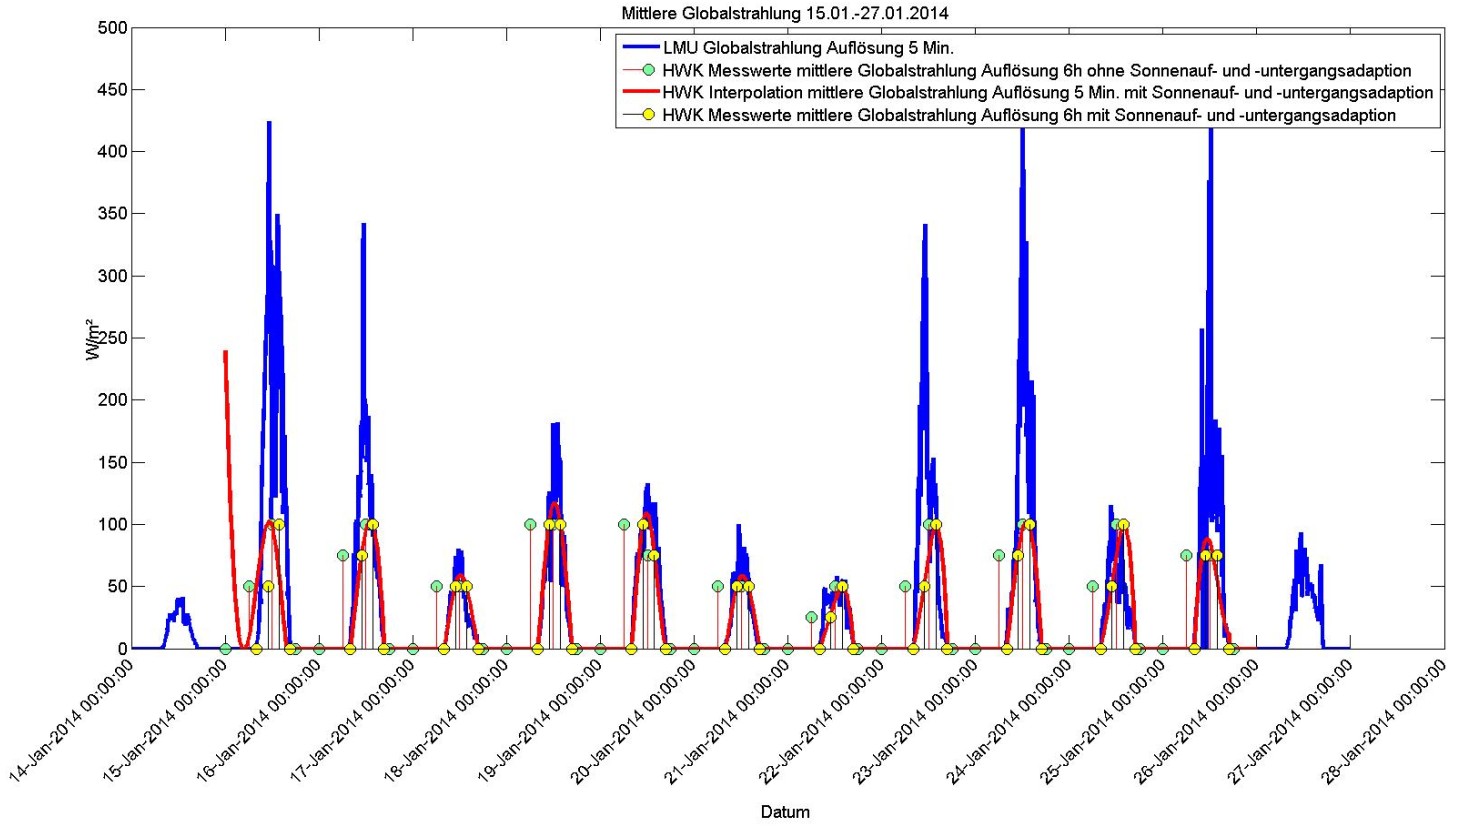 Mittlere Globalstrahlung 15.01.-27.01.2014
500
450
400
350
300
250
200
150
100
50
0
W/m²
LMU Globalstrahlung Auflösung 5 Min.
HWK Messwerte mittlere Globalstrahlung Auflösung 6h ohne Sonnenauf- und -untergangsadaption
HWK Interpolation mittlere Globalstrahlung Auflösung 5 Min. mit Sonnenauf- und -untergangsadaption
HWK Messwerte mittlere Globalstrahlung Auflösung 6h mit Sonnenauf- und -untergangsadaption
14-Jan-2014 00:00:00
15-Jan-2014 00:00:00
16-Jan-2014 00:00:00
17-Jan-2014 00:00:00
18-Jan-2014 00:00:00
19-Jan-2014 00:00:00
20-Jan-2014 00:00:00
21-Jan-2014 00:00:00
22-Jan-2014 00:00:00
23-Jan-2014 00:00:00
24-Jan-2014 00:00:00
25-Jan-2014 00:00:00
26-Jan-2014 00:00:00
27-Jan-2014 00:00:00
28-Jan-2014 00:00:00
Datum